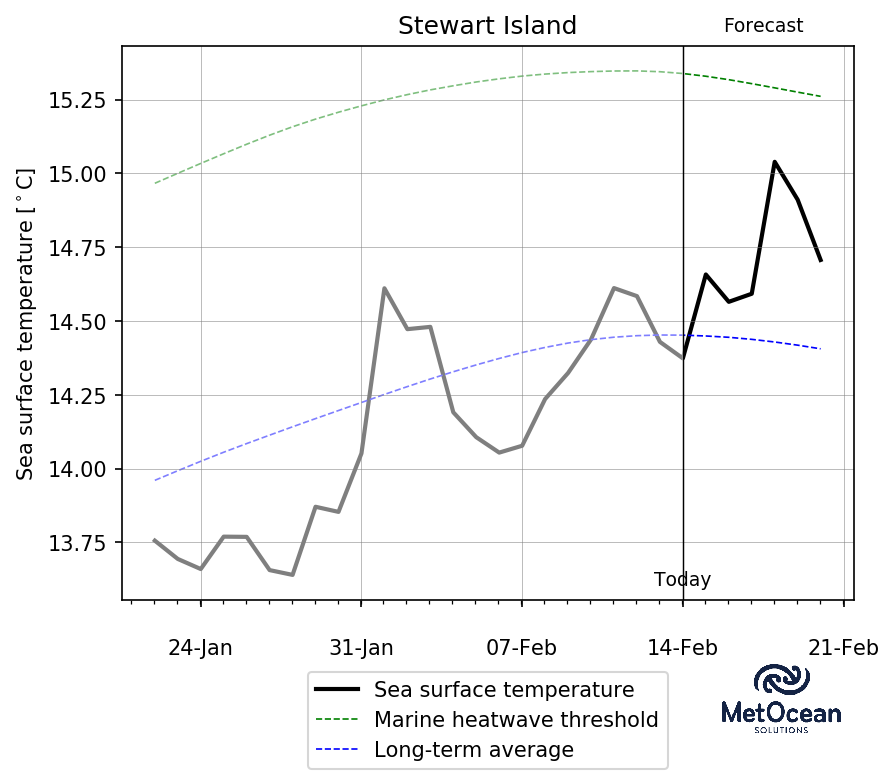 Stewart Island
Forecast
Sea surface temperature [°C]
15.25
15.00
14.75
14.50
14.25
14.00
13.75
Today
24-Jan
31-Jan
07-Feb
14-Feb
21-Feb
Sea surface temperature
Marine heatwave threshold
Long-term average
MetOcean
SOLUTIONS